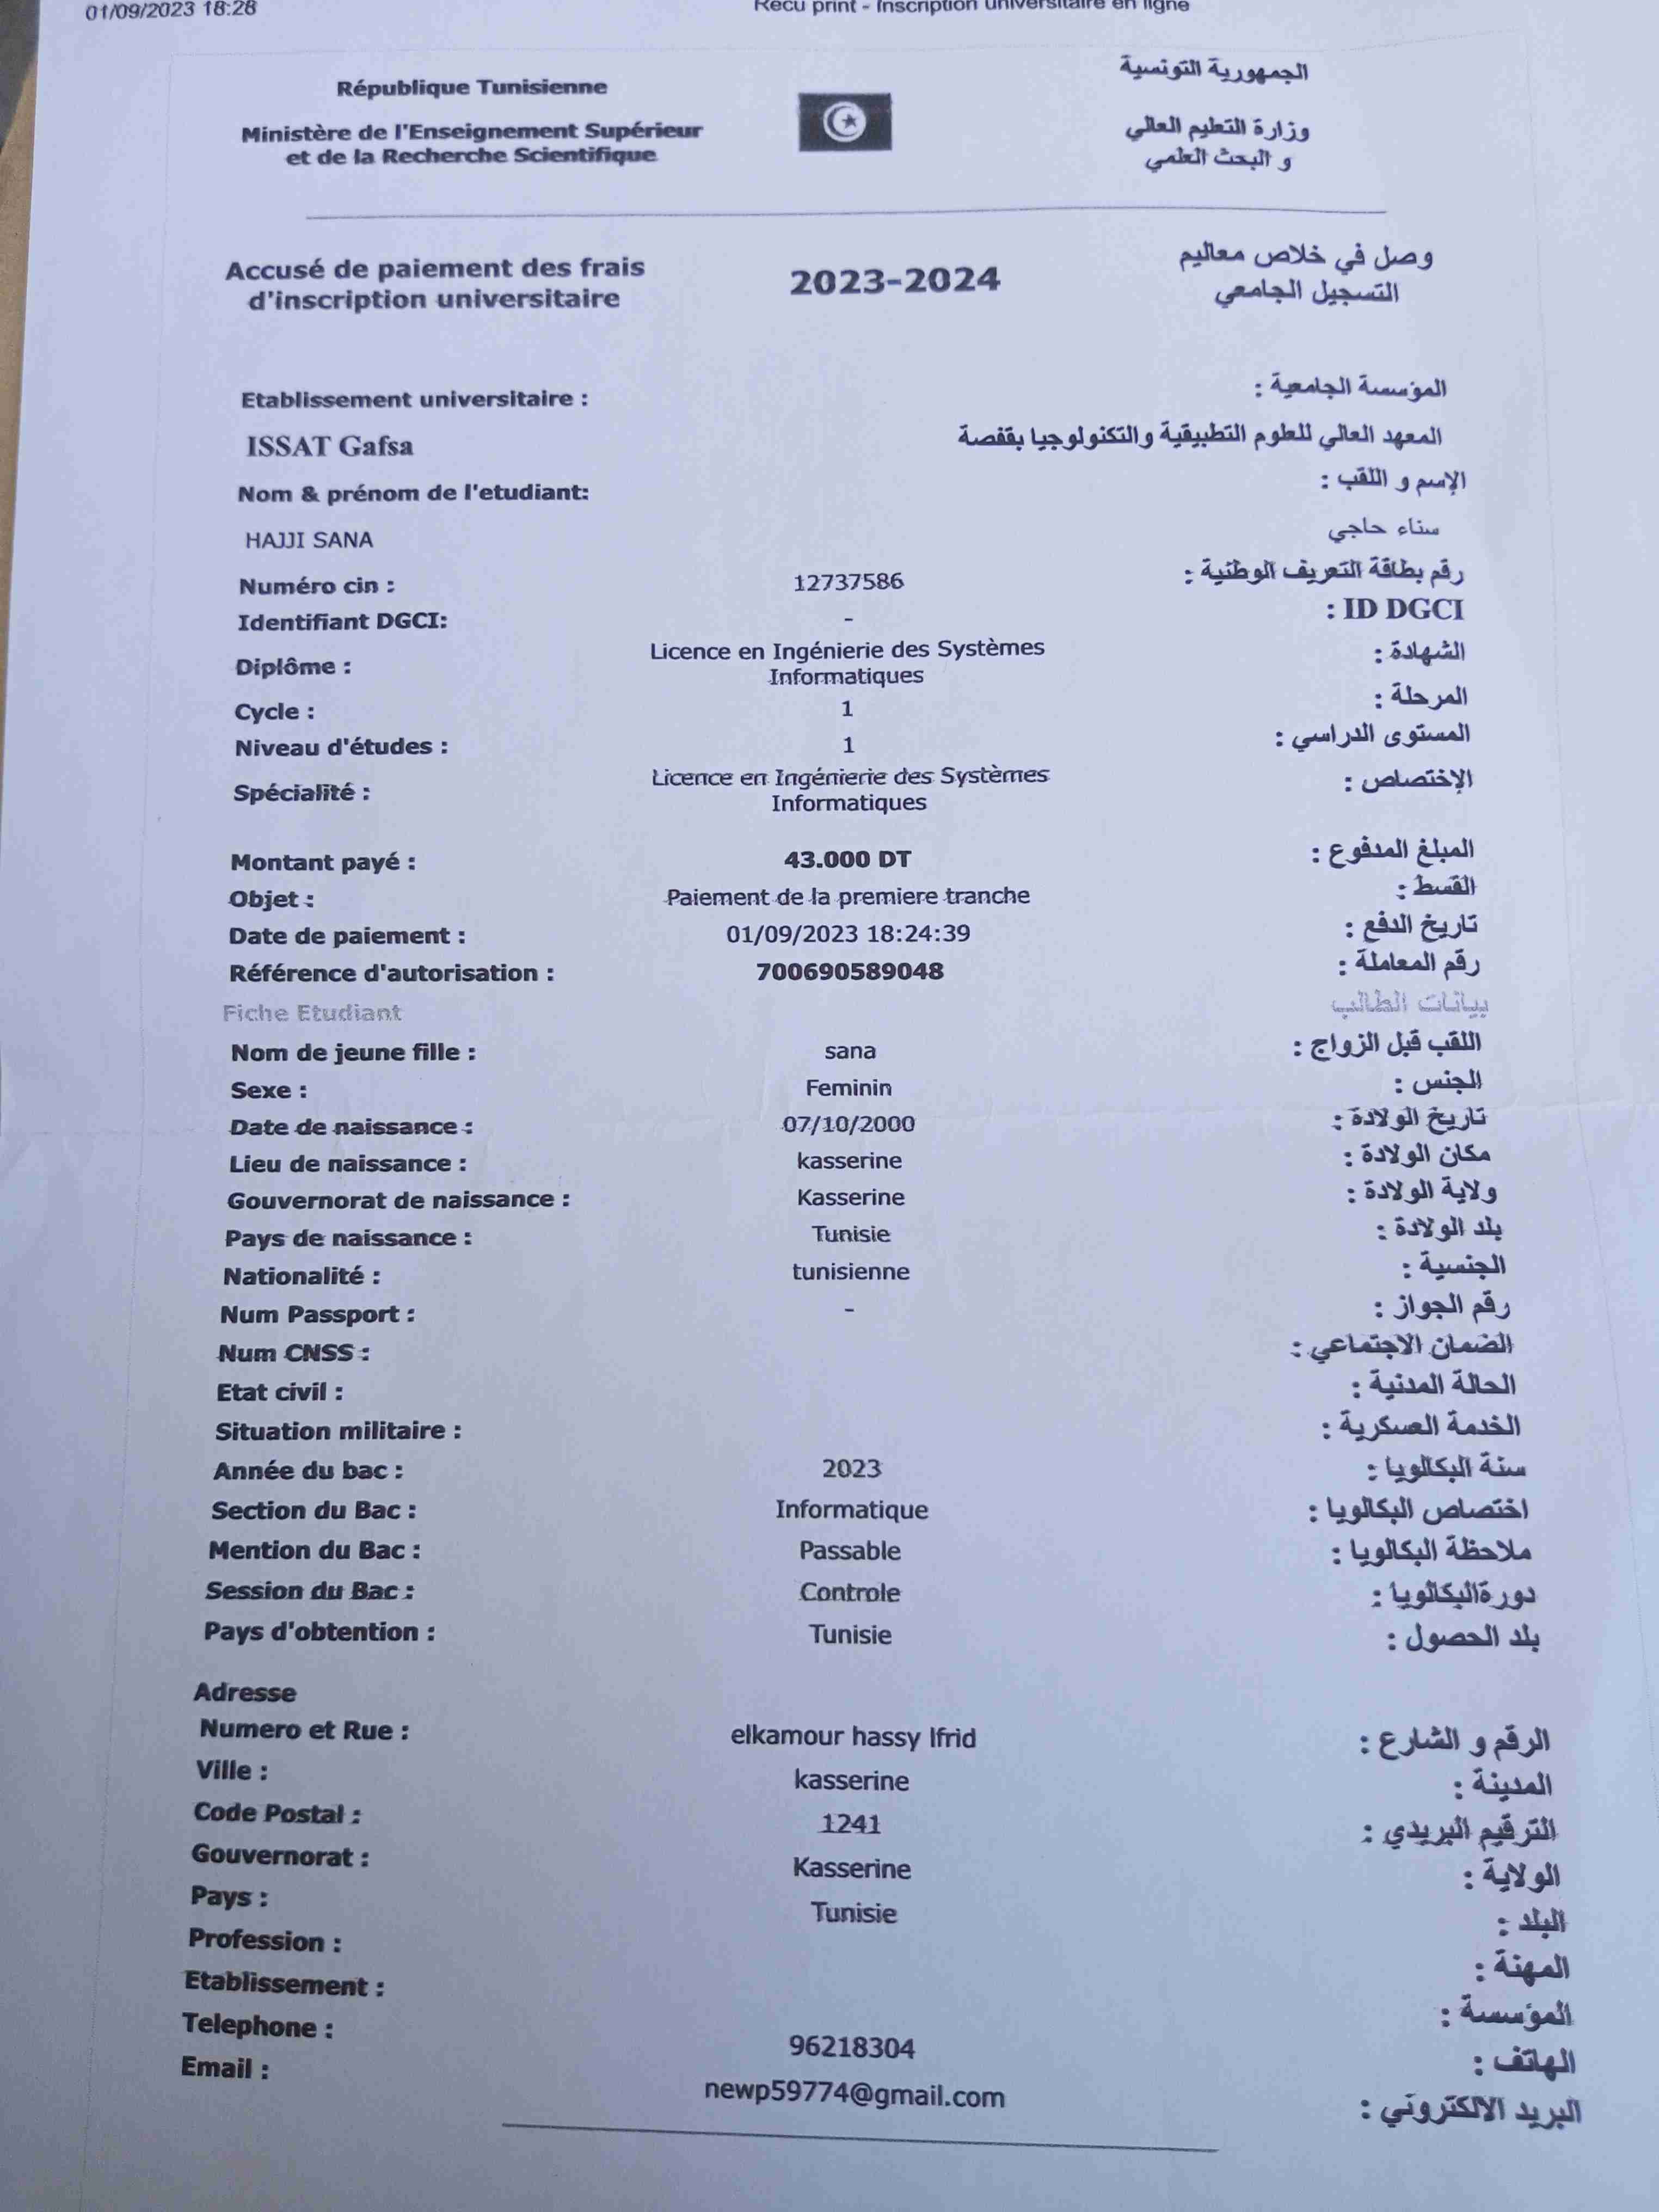 01/09/2023 18:28
Recu print - Inscription universitaire en ligne
République Tunisienne
الجمهورية التونسية
Ministère de l'Enseignement Supérieur
et de la Recherche Scientifique
وزارة التعليم العالي
و البحث العلمي
Accusé de paiement des frais
d'inscription universitaire
2023-2024
وصل في خلاص معاليم
التسجيل الجامعي
Etablissement universitaire :
المؤسسة الجامعية :
ISSAT Gafsa
المعهد العالي للعلوم التطبيقية والتكنولوجيا بقفصة
Nom & prénom de l'etudiant:
الإسم و اللقب :
HAJJI SANA
سناء حاجي
Numéro cin : 12737586 رقم بطاقة التعريف الوطنية :
Identifiant DGCI: - ID DGCI :
Diplôme : Licence en Ingénierie des Systèmes الشهادة :
Informatiques
Cycle : 1 المرحلة :
Niveau d'études : 1 المستوى الدراسي :
Spécialité : Licence en Ingénierie des Systèmes الإختصاص :
Informatiques
Montant payé : 43.000 DT المبلغ المدفوع :
Objet : Paiement de la premiere tranche القسط :
Date de paiement : 01/09/2023 18:24:39 تاريخ الدفع :
Référence d'autorisation : 700690589048 رقم المعاملة :
Fiche Etudiant بيانات الطالب
Nom de jeune fille : sana اللقب قبل الزواج :
Sexe : Feminin الجنس :
Date de naissance : 07/10/2000 تاريخ الولادة :
Lieu de naissance : kasserine مكان الولادة :
Gouvernorat de naissance : Kasserine ولاية الولادة :
Pays de naissance : Tunisie بلد الولادة :
Nationalité : tunisienne الجنسية :
Num Passport : - رقم الجواز :
Num CNSS : الضمان الاجتماعي :
Etat civil : الحالة المدنية :
Situation militaire : الخدمة العسكرية :
Année du bac : 2023 سنة البكالويا :
Section du Bac : Informatique اختصاص البكالويا :
Mention du Bac : Passable ملاحظة البكالويا :
Session du Bac : Controle دورةالبكالويا :
Pays d'obtention : Tunisie بلد الحصول :
Adresse
Numero et Rue : elkamour hassy lfrid الرقم و الشارع :
Ville : kasserine المدينة :
Code Postal : 1241 الترقيم البريدي :
Gouvernorat : Kasserine الولاية :
Pays : Tunisie البلد :
Profession : المهنة :
Etablissement : المؤسسة :
Telephone : 96218304 الهاتف :
Email : newp59774@gmail.com البريد الالكتروني :